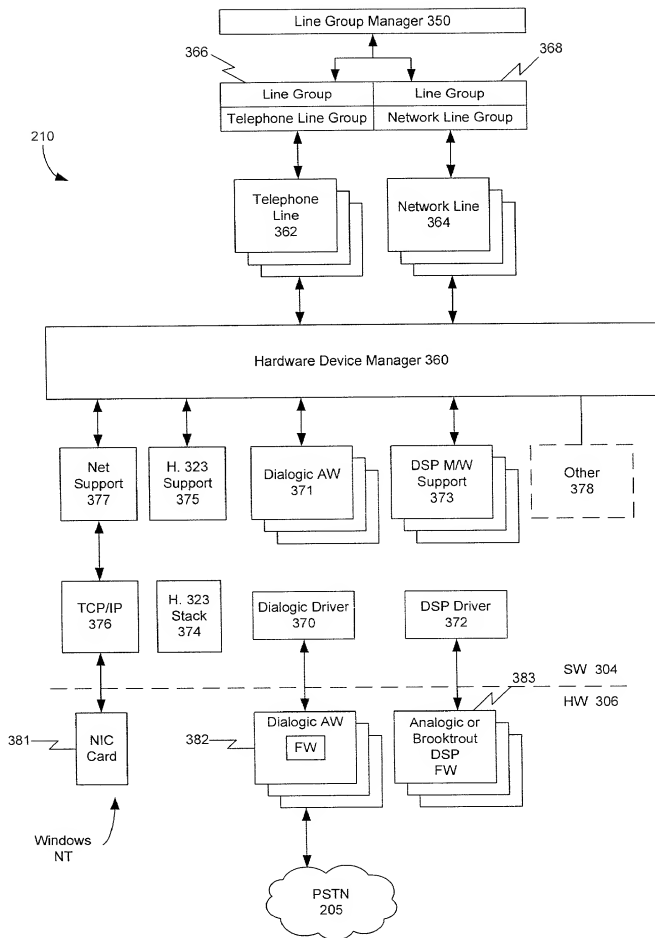 Line Group Manager 350
366
368
Line Group
Line Group
Telephone Line Group
Network Line Group
210
Telephone
Line
362
Network Line
364
Hardware Device Manager 360
Net
Support
377
H. 323
Support
375
Dialogic AW
371
DSP M/W
Support
373
Other
378
TCP/IP
376
H. 323
Stack
374
Dialogic Driver
370
DSP Driver
372
SW 304
HW 306
383
381
NIC
Card
382
Dialogic AW
FW
Analogic or
Brooktrout
DSP
FW
Windows
NT
PSTN
205